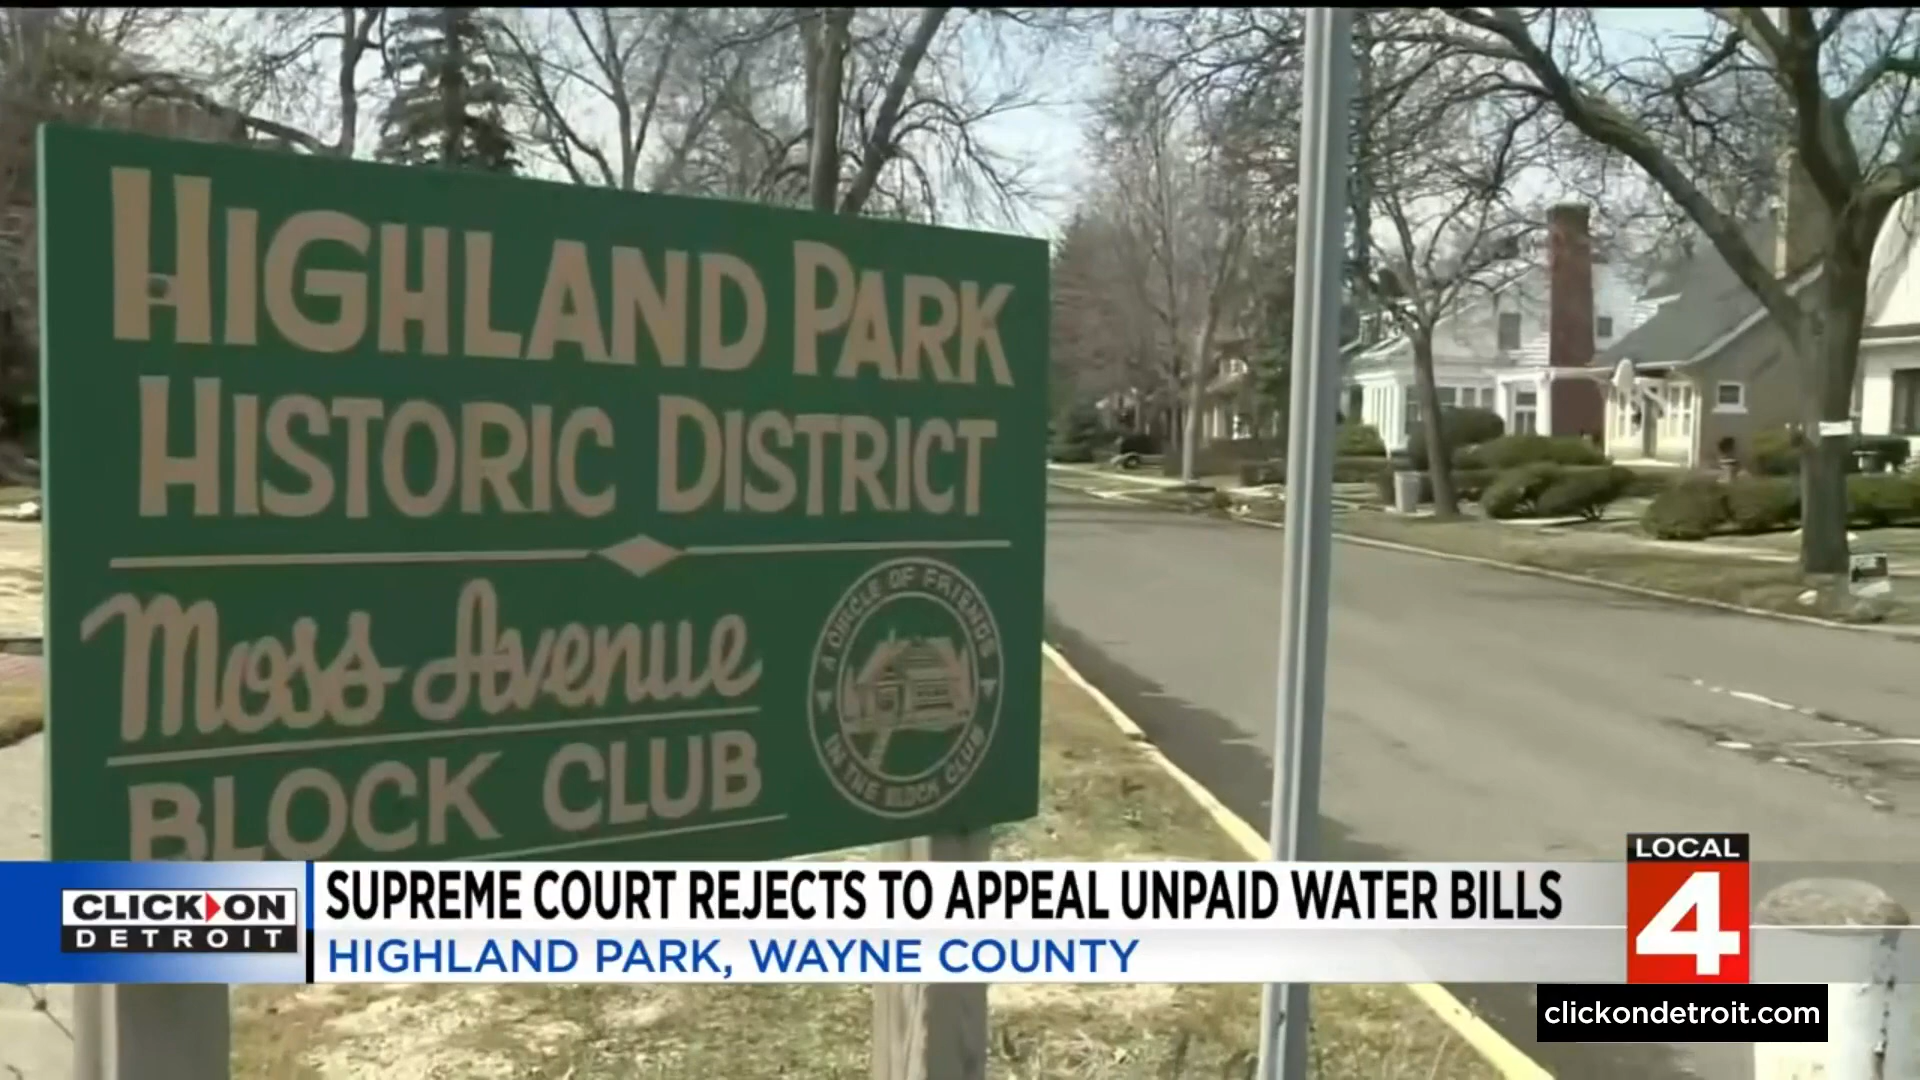 HIGHLAND PARK
HISTORIC DISTRICT
Moss Avenue
BLOCK CLUB
A CIRCLE OF FRIENDS
IN THE BLOCK CLUB
CLICK ON
DETROIT
SUPREME COURT REJECTS TO APPEAL UNPAID WATER BILLS
HIGHLAND PARK, WAYNE COUNTY
LOCAL
4
clickondetroit.com